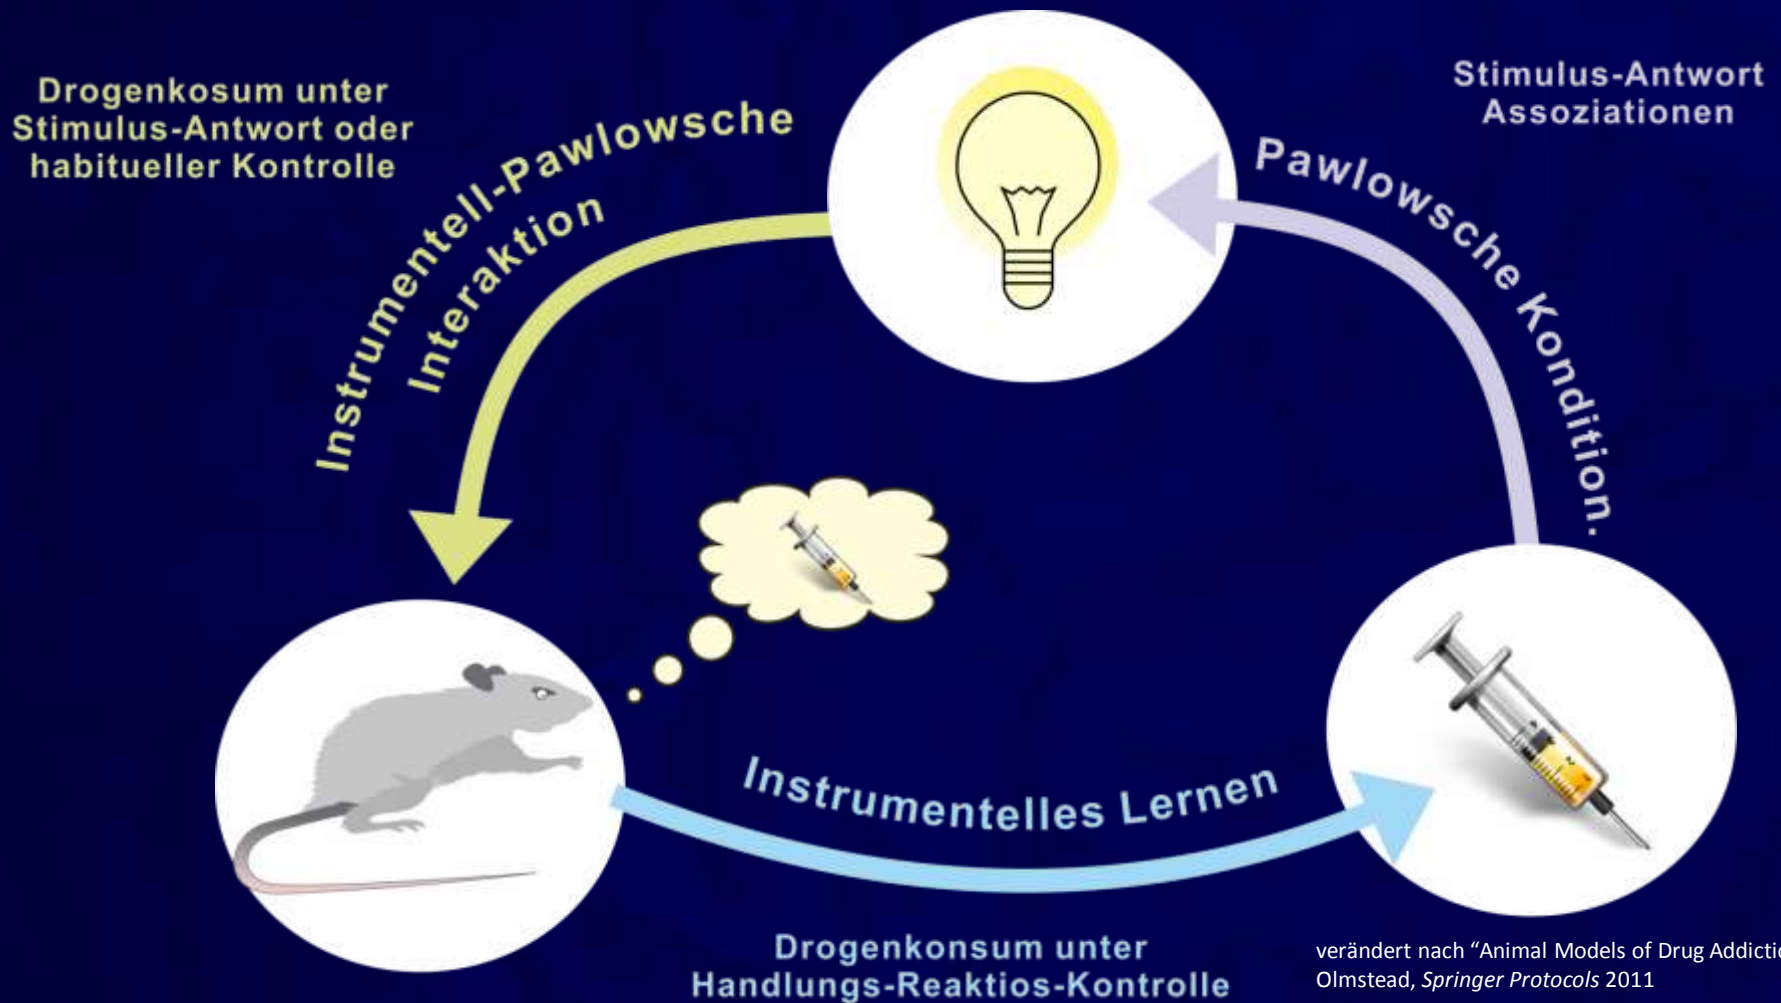 Drogenkosum unter
Stimulus-Antwort oder
habitueller Kontrolle
Instrumentell-Pawlowsche
Interaktion
Stimulus-Antwort
Assoziationen
Pawlowsche Kondition.
Instrumentelles Lernen
Drogenkonsum unter
Handlungs-Reaktios-Kontrolle
verändert nach “Animal Models of Drug Addictio
Olmstead, Springer Protocols 2011